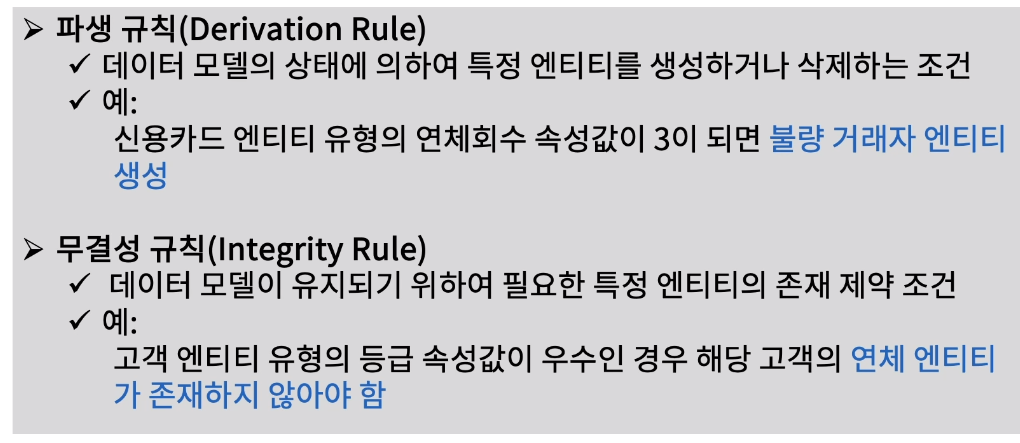 ➢ 파생 규칙(Derivation Rule)
✓ 데이터 모델의 상태에 의하여 특정 엔티티를 생성하거나 삭제하는 조건
✓ 예:
신용카드 엔티티 유형의 연체회수 속성값이 3이 되면 불량 거래자 엔티티
생성
➢ 무결성 규칙(Integrity Rule)
✓ 데이터 모델이 유지되기 위하여 필요한 특정 엔티티의 존재 제약 조건
✓ 예:
고객 엔티티 유형의 등급 속성값이 우수인 경우 해당 고객의 연체 엔티티
가 존재하지 않아야 함